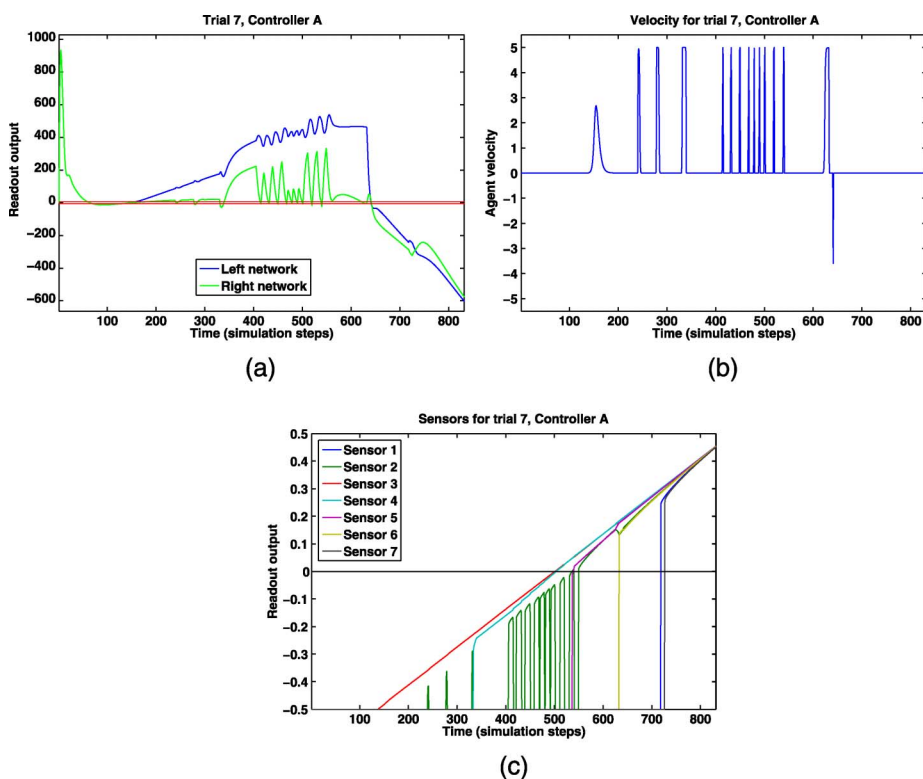 Trial 7, Controller A
1000
800
600
400
200
0
−200
−400
−600
Readout output
Left network
Right network
100 200 300 400 500 600 700 800
Time (simulation steps)
(a)
Velocity for trial 7, Controller A
5
4
3
2
1
0
−1
−2
−3
−4
−5
Agent velocity
100 200 300 400 500 600 700 800
Time (simulation steps)
(b)
Sensors for trial 7, Controller A
0.5
0.4
0.3
0.2
0.1
0
−0.1
−0.2
−0.3
−0.4
−0.5
Readout output
Sensor 1
Sensor 2
Sensor 3
Sensor 4
Sensor 5
Sensor 6
Sensor 7
100 200 300 400 500 600 700 800
Time (simulation steps)
(c)